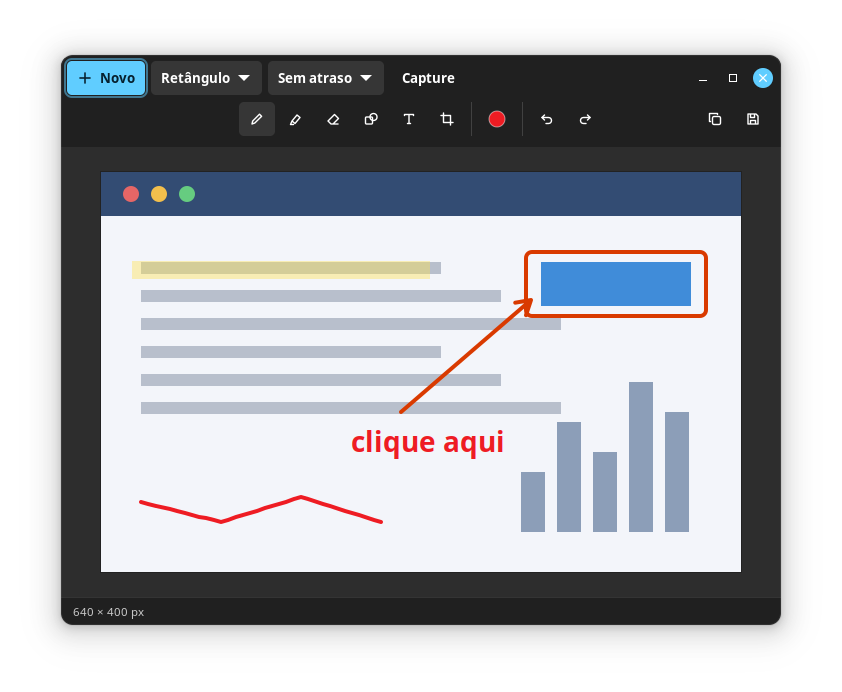 Novo
Retângulo
Sem atraso
Capture
clique aqui
640 × 400 px